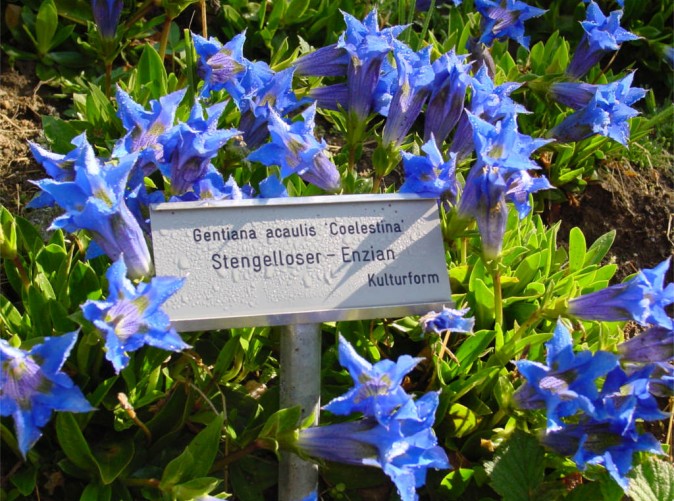 Gentiana acaulis 'Coelestina'
Stengelloser - Enzian
Kulturform